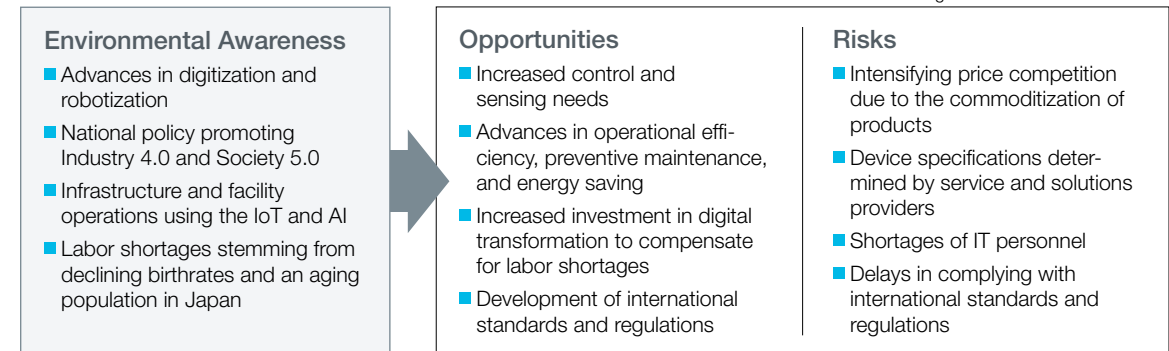 Environmental Awareness
Advances in digitization and
robotization
National policy promoting
Industry 4.0 and Society 5.0
Infrastructure and facility
operations using the IoT and AI
Labor shortages stemming from
declining birthrates and an aging
population in Japan
Opportunities
Increased control and
sensing needs
Advances in operational effi-
ciency, preventive maintenance,
and energy saving
Increased investment in digital
transformation to compensate
for labor shortages
Development of international
standards and regulations
Risks
Intensifying price competition
due to the commoditization of
products
Device specifications deter-
mined by service and solutions
providers
Shortages of IT personnel
Delays in complying with
international standards and
regulations